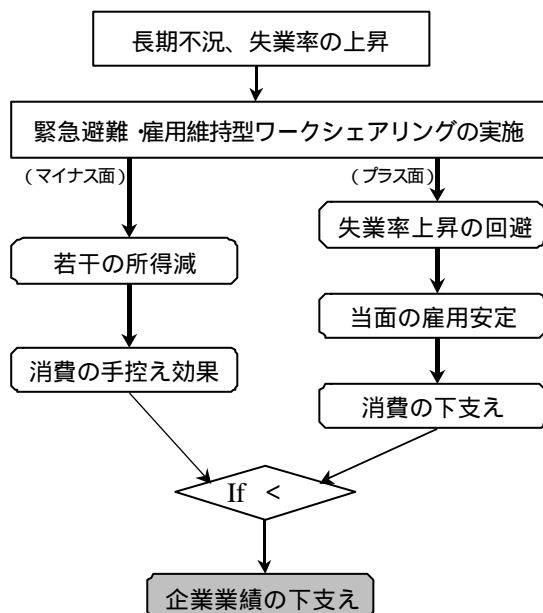 長期不況、失業率の上昇
緊急避難・雇用維持型ワークシェアリングの実施
(マイナス面)
(プラス面)
失業率上昇の回避
若干の所得減
当面の雇用安定
消費の手控え効果
消費の下支え
If <
企業業績の下支え